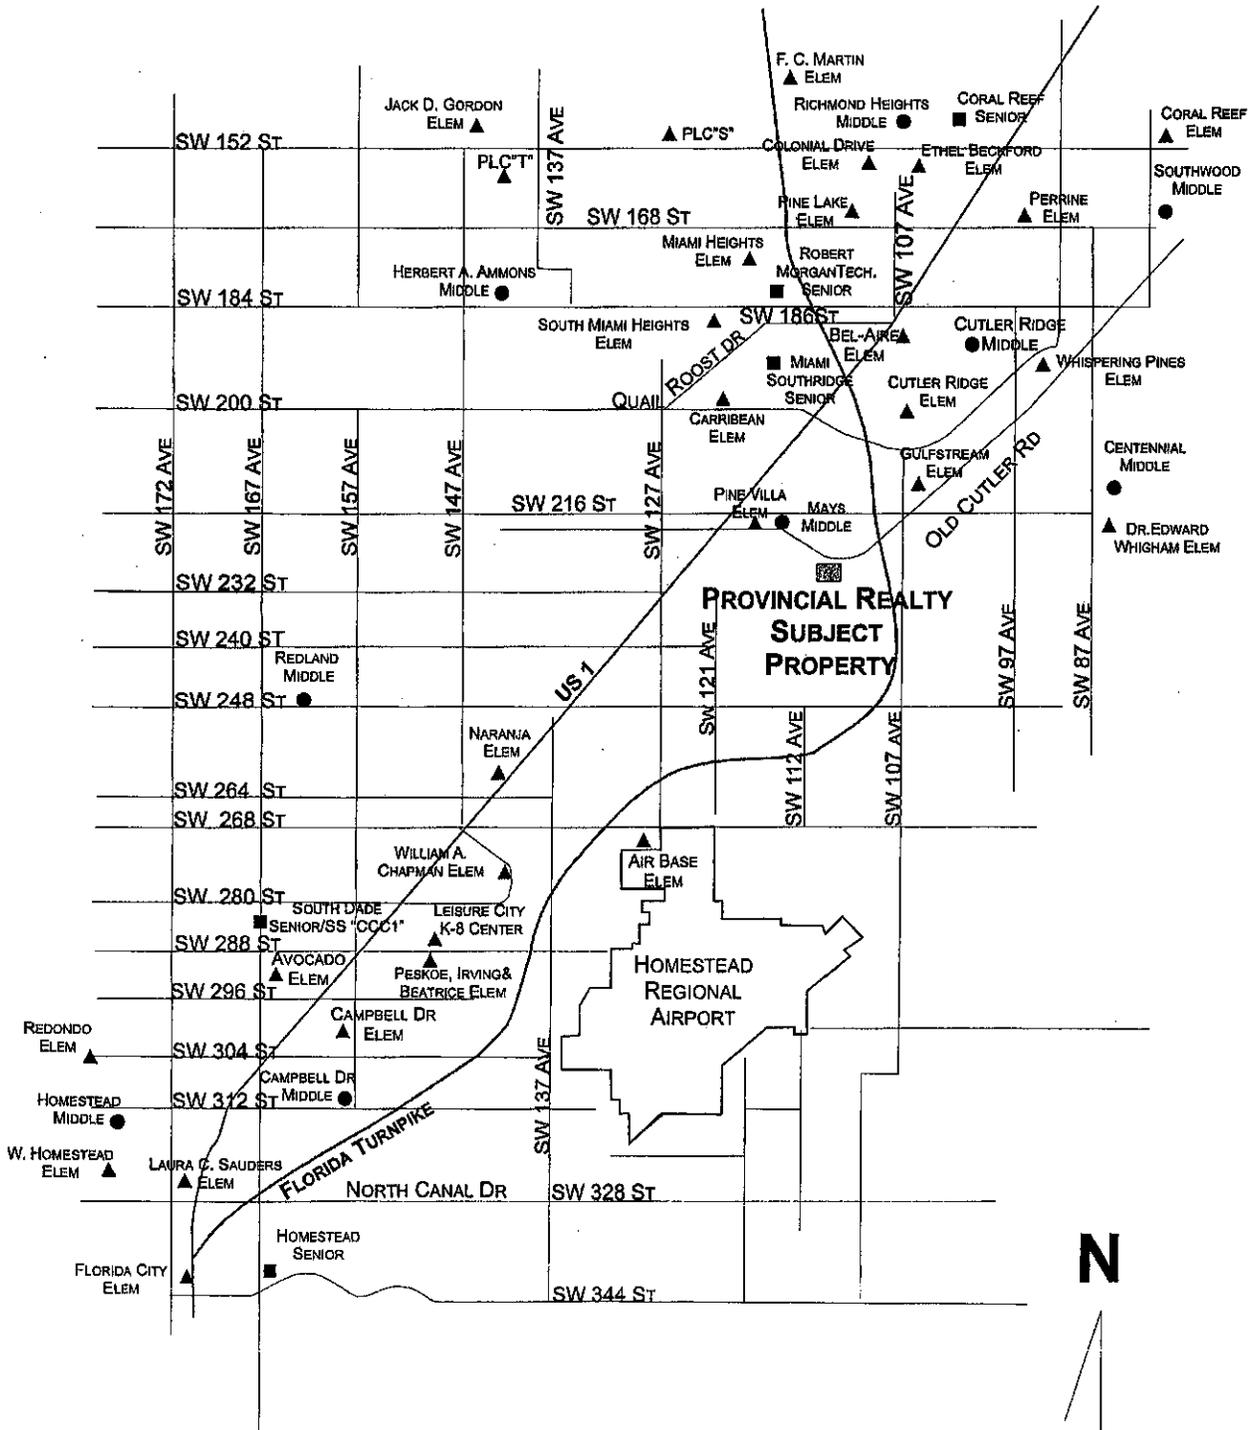 F. C. MARTIN
ELEM
JACK D. GORDON
ELEM
RICHMOND HEIGHTS
MIDDLE
CORAL REEF
SENIOR
CORAL REEF
ELEM
SW 152 ST
SW 137 AVE
PLC"S"
COLONIAL DRIVE
ELEM
ETHEL BECKFORD
ELEM
PLC"T"
SOUTHWOOD
MIDDLE
SW 168 ST
PINE LAKE
ELEM
SW 107 AVE
PERRINE
ELEM
MIAMI HEIGHTS
ELEM
ROBERT
MORGANTECH.
SENIOR
HERBERT A. AMMONS
MIDDLE
SW 184 ST
SW 186ST
SOUTH MIAMI HEIGHTS
ELEM
BEL-AIRE
ELEM
CUTLER RIDGE
MIDDLE
ROOST DR
MIAMI
SOUTHRIDGE
SENIOR
WHISPERING PINES
ELEM
CUTLER RIDGE
ELEM
SW 200 ST
QUAIL
CARRIBEAN
ELEM
SW 172 AVE
SW 167 AVE
SW 157 AVE
SW 147 AVE
SW 127 AVE
GULFSTREAM
ELEM
OLD CUTLER RD
CENTENNIAL
MIDDLE
SW 216 ST
PINE VILLA
ELEM
MAYS
MIDDLE
DR.EDWARD
WHIGHAM ELEM
SW 232 ST
PROVINCIAL REALTY
SUBJECT
PROPERTY
SW 240 ST
REDLAND
MIDDLE
US 1
SW 121 AVE
SW 97 AVE
SW 87 AVE
SW 248 ST
NARANJA
ELEM
SW 112 AVE
SW 107 AVE
SW 264 ST
SW 268 ST
WILLIAM A.
CHAPMAN ELEM
AIR BASE
ELEM
SW 280 ST
SOUTH DADE
SENIOR/SS "CCC1"
LEISURE CITY
K-8 CENTER
SW 288 ST
AVOCADO
ELEM
PESKOE, IRVING&
BEATRICE ELEM
HOMESTEAD
REGIONAL
AIRPORT
SW 296 ST
CAMPBELL DR
ELEM
REDONDO
ELEM
SW 304 ST
SW 137 AVE
CAMPBELL DR
MIDDLE
HOMESTEAD
MIDDLE
SW 312 ST
FLORIDA TURNPIKE
W. HOMESTEAD
ELEM
LAURA C. SAUDERS
ELEM
NORTH CANAL DR
SW 328 ST
HOMESTEAD
SENIOR
FLORIDA CITY
ELEM
SW 344 ST
N